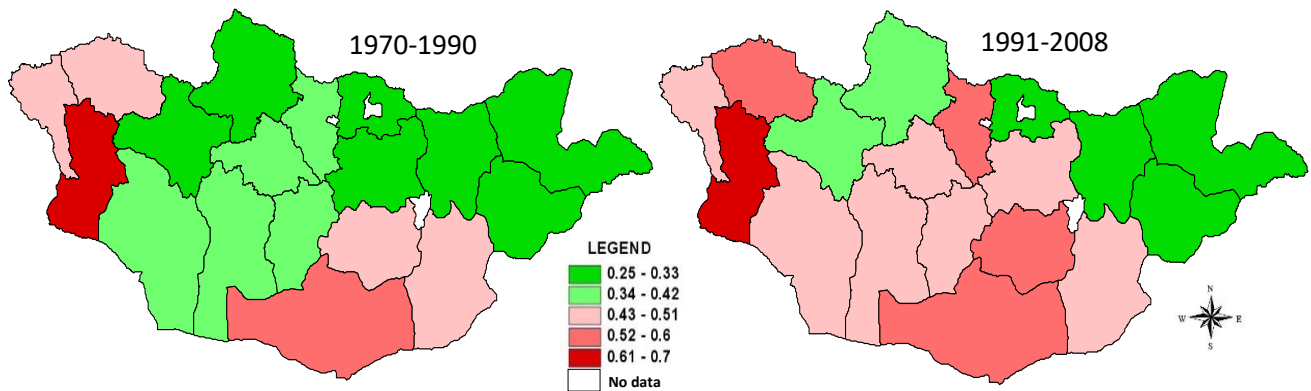 1970-1990
1991-2008
LEGEND
0.25 - 0.33
0.34 - 0.42
0.43 - 0.51
0.52 - 0.6
0.61 - 0.7
No data
N
W E
S